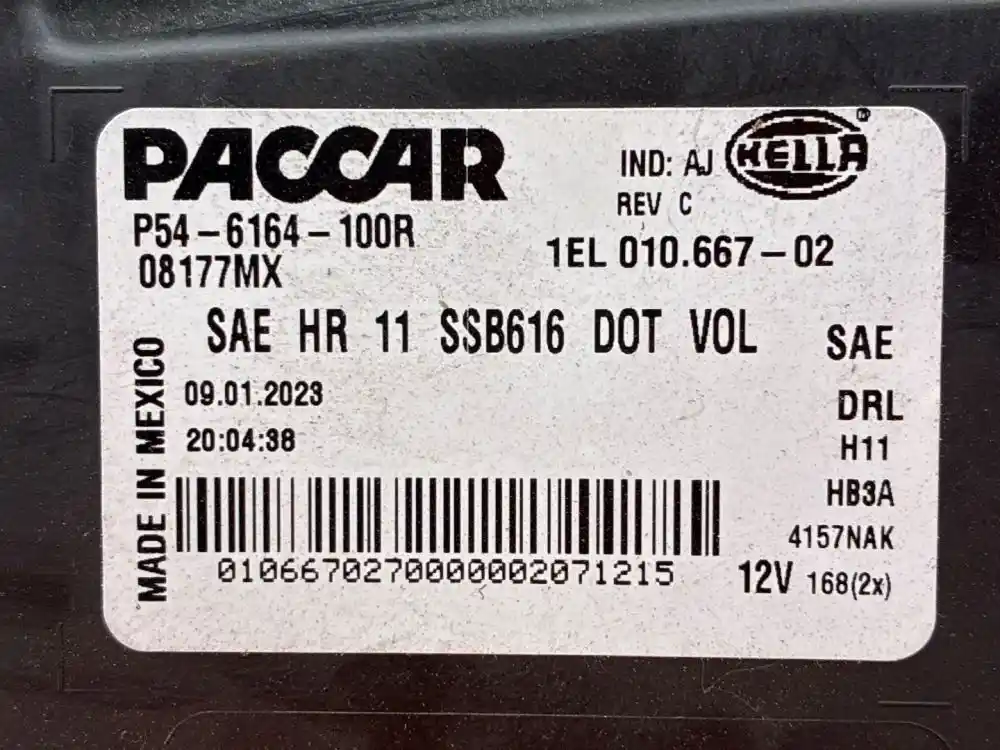 PACCAR
IND: AJ
HELLA
REV C
P54-6164-100R
1EL 010.667-02
08177MX
SAE HR 11 SSB616 DOT VOL
SAE
MADE IN MEXICO
09.01.2023
DRL
20:04:38
H11
HB3A
4157NAK
0106670270000002071215
12V 168(2x)